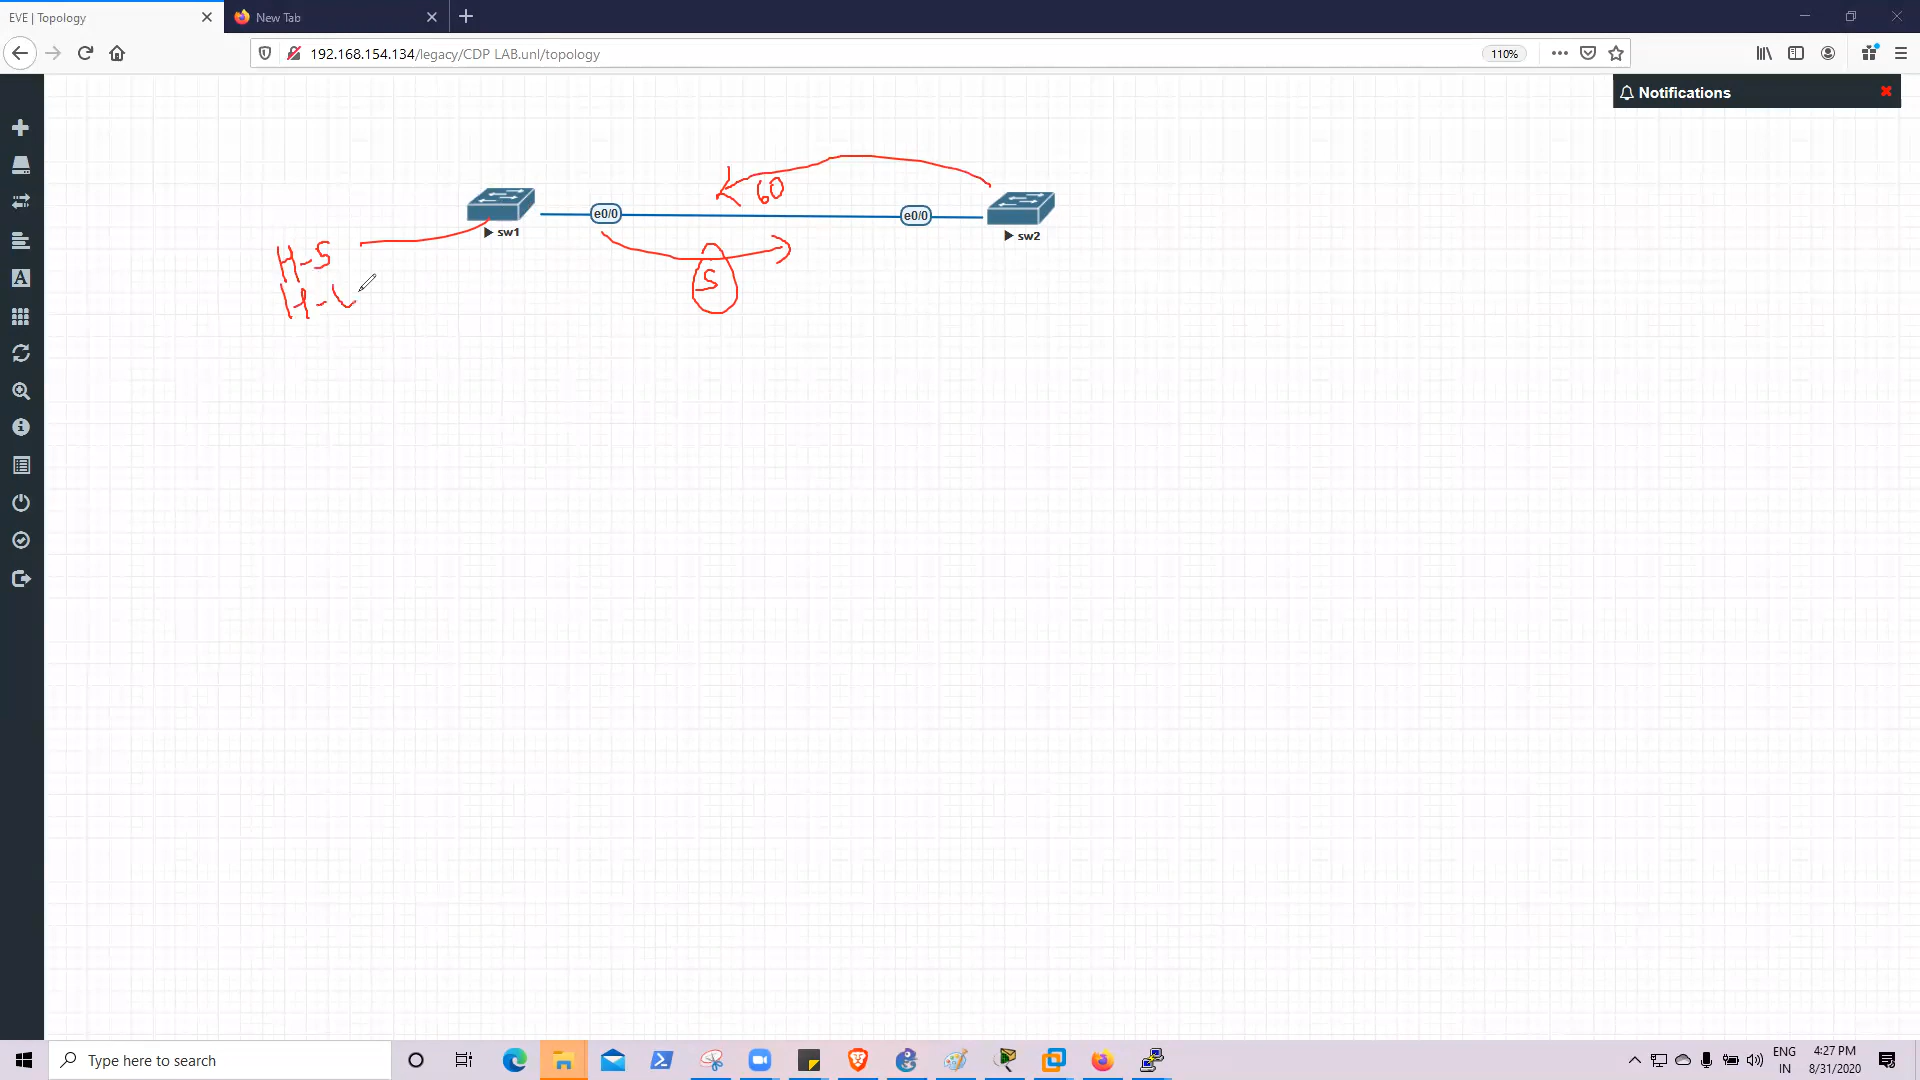 EVE | Topology
New Tab
192.168.154.134/legacy/CDP LAB.unl/topology
110%
Notifications
60
e0/0
e0/0
sw1
sw2
H-5
5
Type here to search
ENG
IN
4:27 PM
8/31/2020